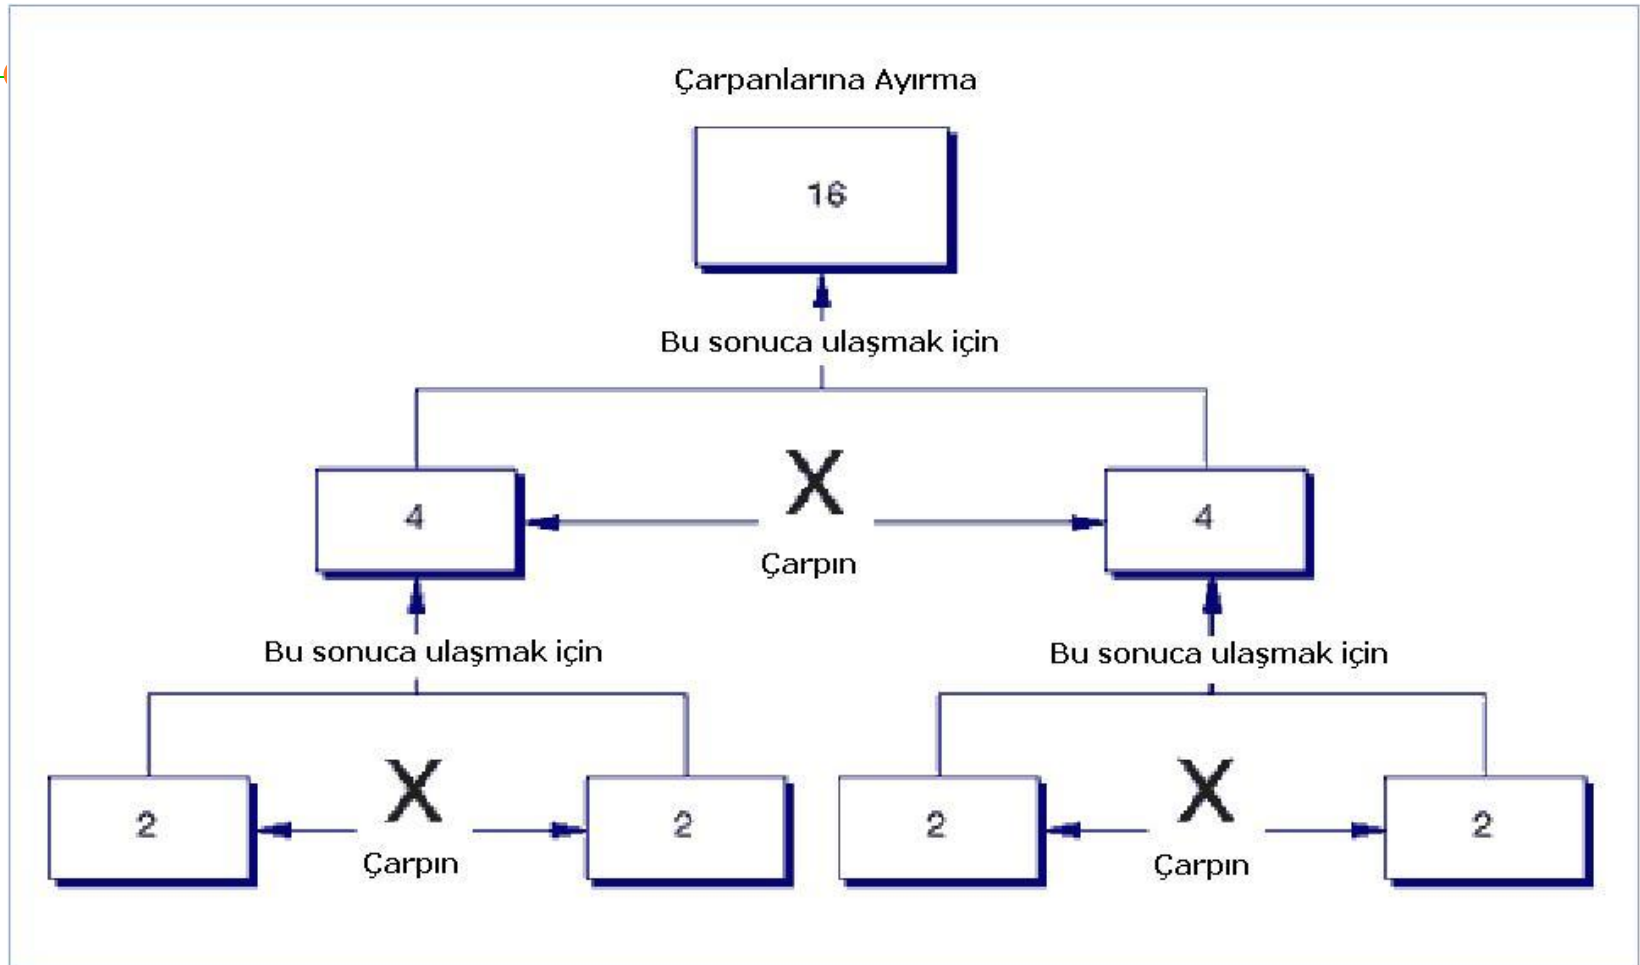 Çarpanlarına Ayırma
16
Bu sonuca ulaşmak için
4
X
4
Çarpın
Bu sonuca ulaşmak için
Bu sonuca ulaşmak için
2
X
2
2
X
2
Çarpın
Çarpın